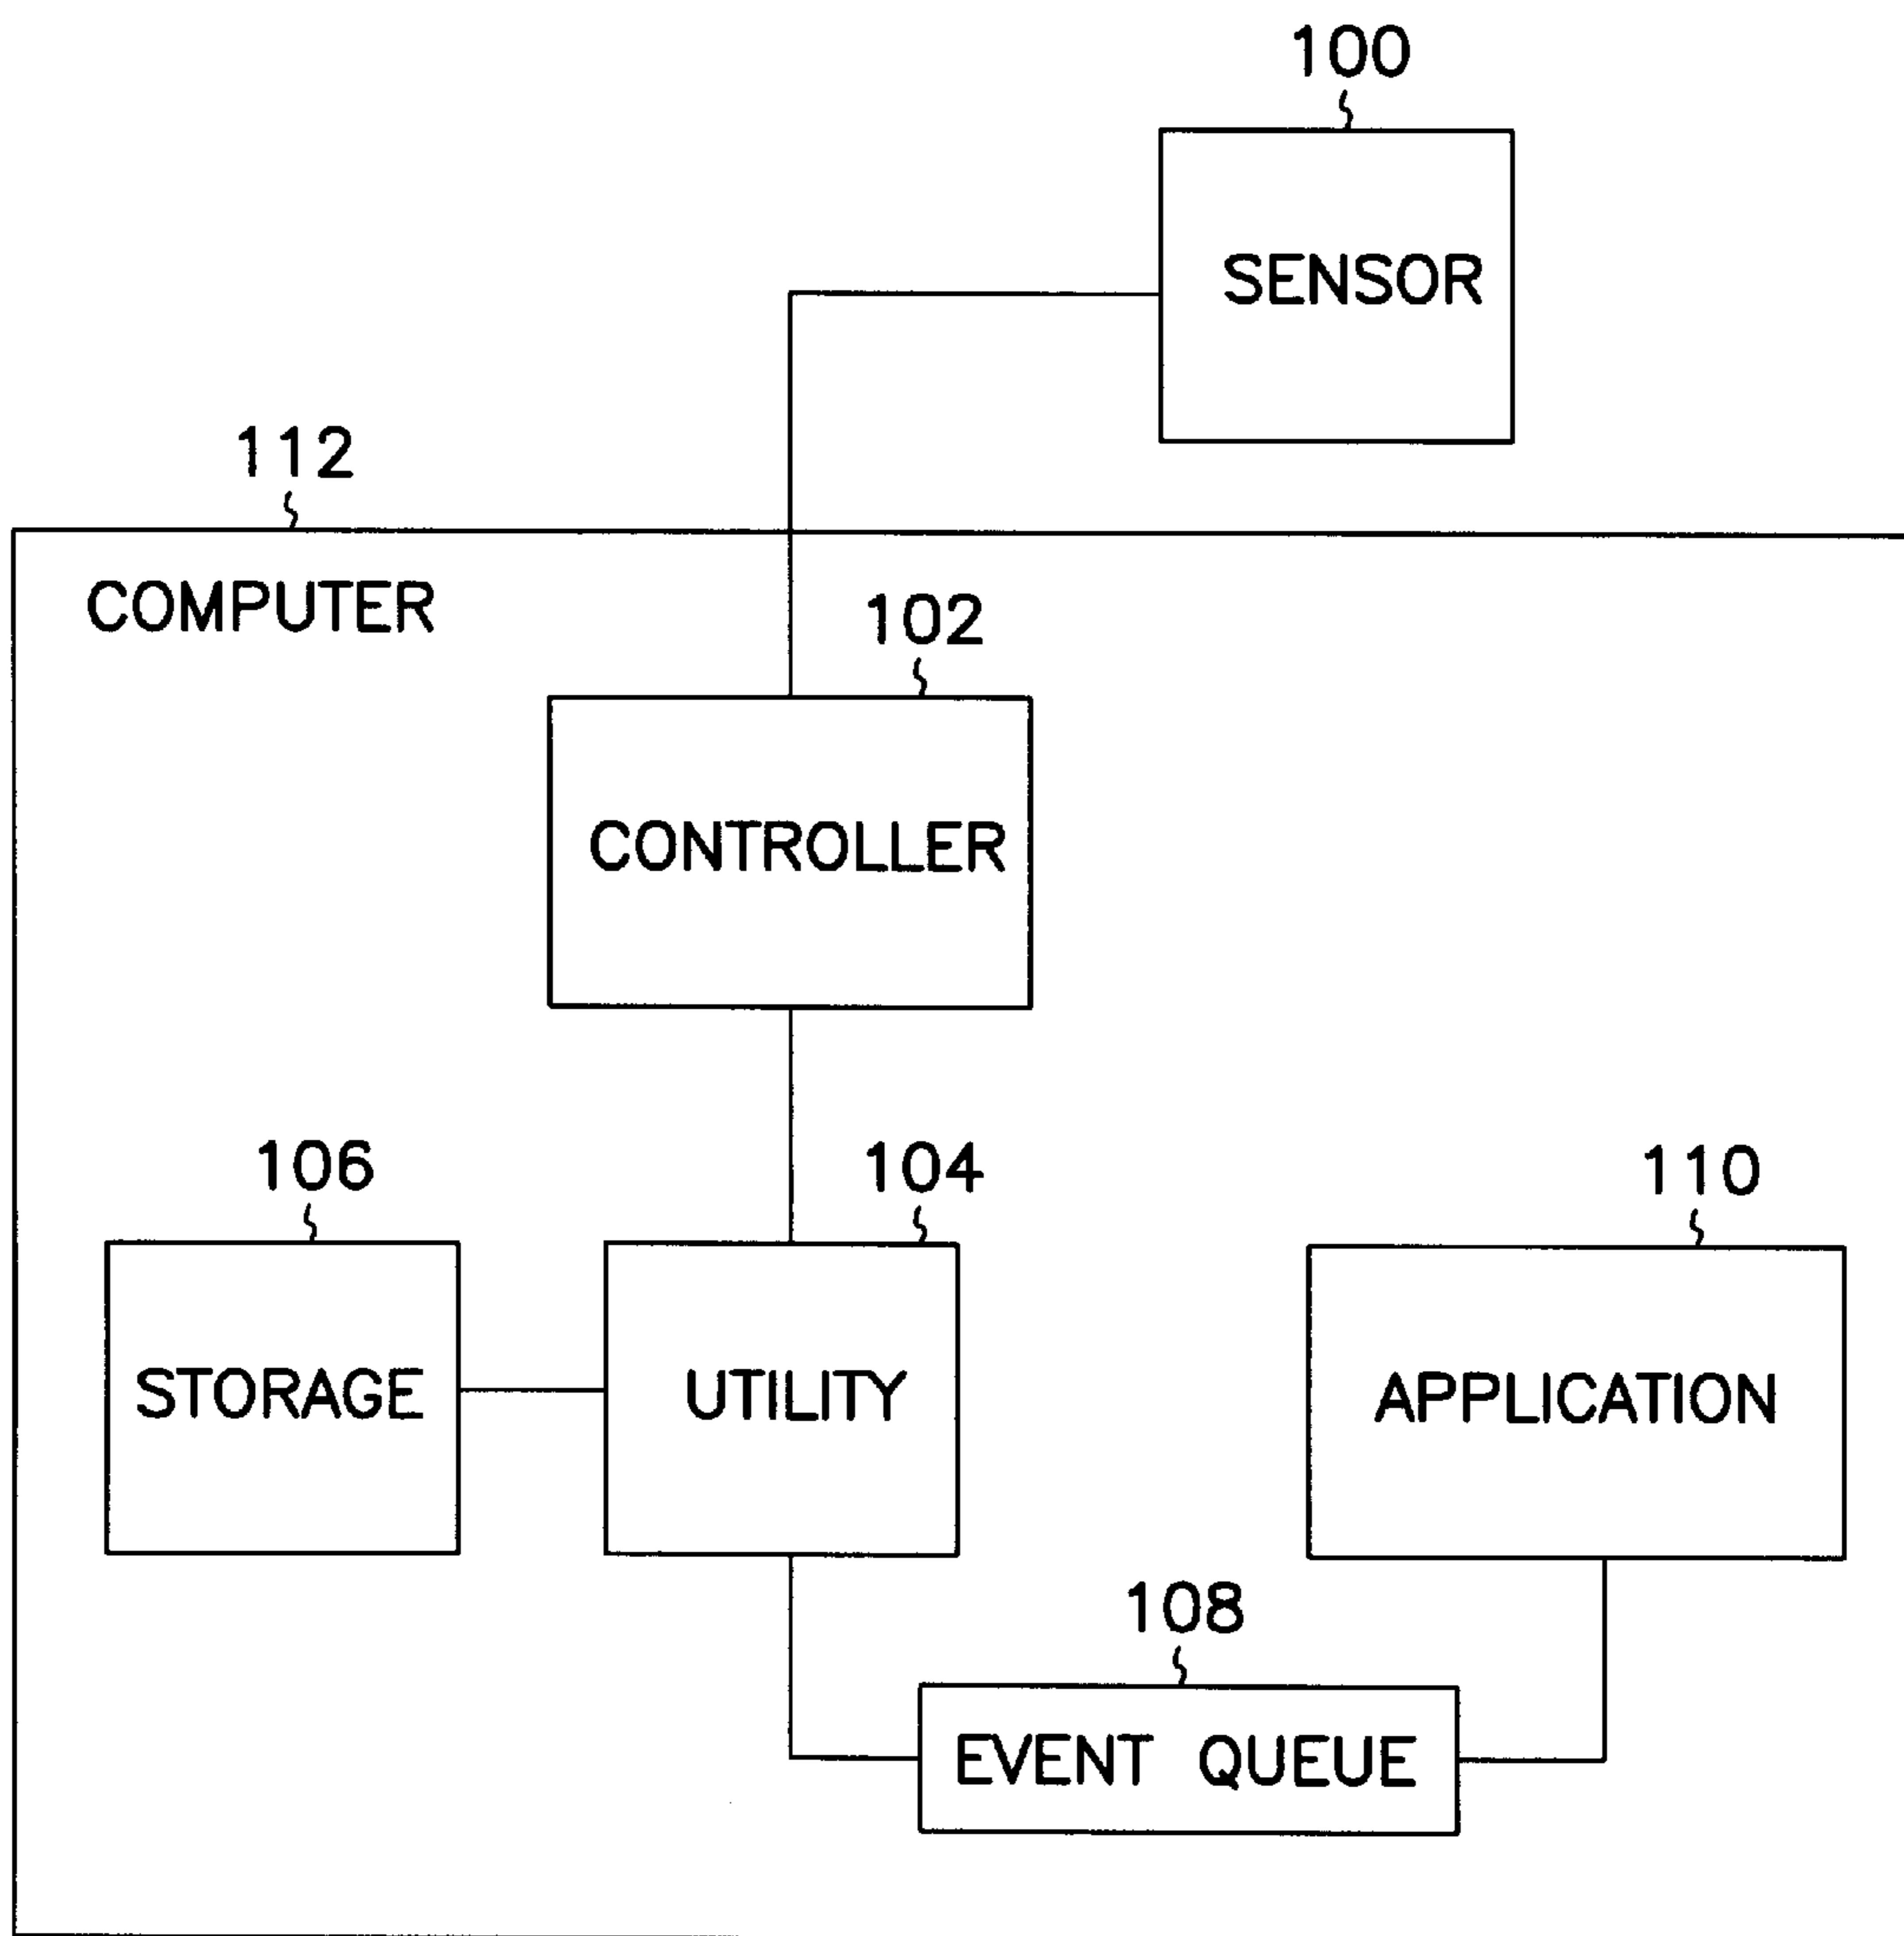 100
SENSOR
112
COMPUTER
102
CONTROLLER
106
104
110
STORAGE
UTILITY
APPLICATION
108
EVENT QUEUE